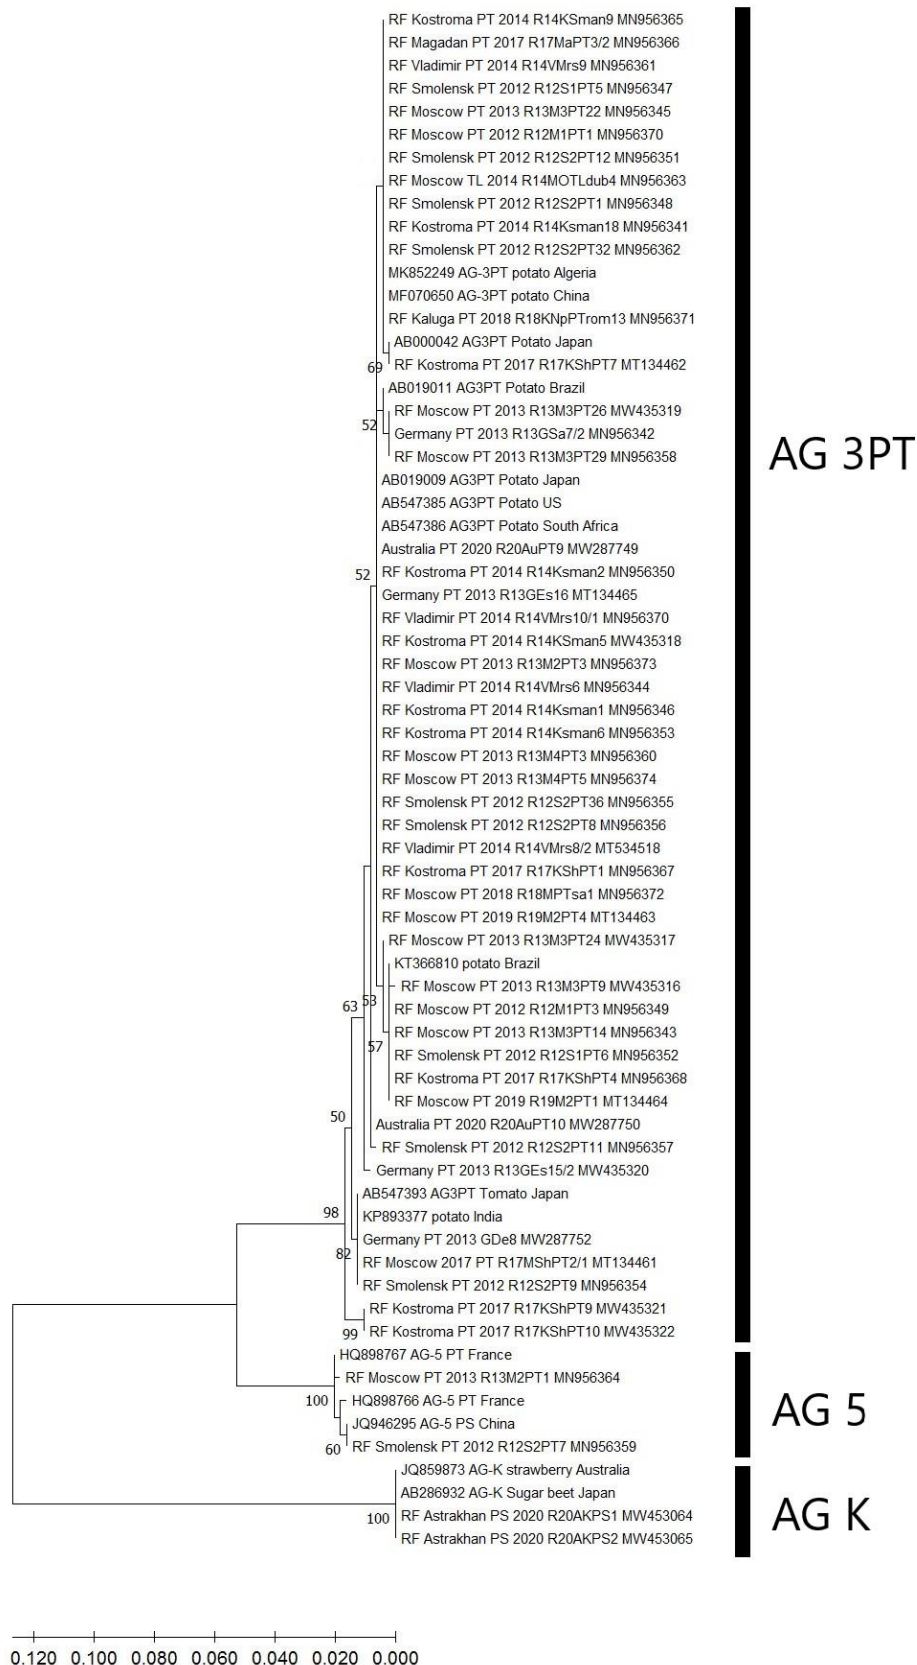 RF Kostroma PT 2014 R14KSman9 MN956365
RF Magadan PT 2017 R17MaPT3/2 MN956366
RF Vladimir PT 2014 R14VMrs9 MN956361
RF Smolensk PT 2012 R12S1PT5 MN956347
RF Moscow PT 2013 R13M3PT22 MN956345
RF Moscow PT 2012 R12M1PT1 MN956370
RF Smolensk PT 2012 R12S2PT12 MN956351
RF Moscow TL 2014 R14MOTLdub4 MN956363
RF Smolensk PT 2012 R12S2PT1 MN956348
RF Kostroma PT 2014 R14Ksman18 MN956341
RF Smolensk PT 2012 R12S2PT32 MN956362
MK852249 AG-3PT potato Algeria
MF070650 AG-3PT potato China
RF Kaluga PT 2018 R18KNpPTrom13 MN956371
AB000042 AG3PT Potato Japan
RF Kostroma PT 2017 R17KShPT7 MT134462
69
AB019011 AG3PT Potato Brazil
RF Moscow PT 2013 R13M3PT26 MW435319
52
Germany PT 2013 R13GSa7/2 MN956342
RF Moscow PT 2013 R13M3PT29 MN956358
AG 3PT
AB019009 AG3PT Potato Japan
AB547385 AG3PT Potato US
AB547386 AG3PT Potato South Africa
Australia PT 2020 R20AuPT9 MW287749
52
RF Kostroma PT 2014 R14Ksman2 MN956350
Germany PT 2013 R13GEs16 MT134465
RF Vladimir PT 2014 R14VMrs10/1 MN956370
RF Kostroma PT 2014 R14KSman5 MW435318
RF Moscow PT 2013 R13M2PT3 MN956373
RF Vladimir PT 2014 R14VMrs6 MN956344
RF Kostroma PT 2014 R14Ksman1 MN956346
RF Kostroma PT 2014 R14Ksman6 MN956353
RF Moscow PT 2013 R13M4PT3 MN956360
RF Moscow PT 2013 R13M4PT5 MN956374
RF Smolensk PT 2012 R12S2PT36 MN956355
RF Smolensk PT 2012 R12S2PT8 MN956356
RF Vladimir PT 2014 R14VMrs8/2 MT534518
RF Kostroma PT 2017 R17KShPT1 MN956367
RF Moscow PT 2018 R18MPTsa1 MN956372
RF Moscow PT 2019 R19M2PT4 MT134463
RF Moscow PT 2013 R13M3PT24 MW435317
KT366810 potato Brazil
RF Moscow PT 2013 R13M3PT9 MW435316
63
53
RF Moscow PT 2012 R12M1PT3 MN956349
RF Moscow PT 2013 R13M3PT14 MN956343
57
RF Smolensk PT 2012 R12S1PT6 MN956352
RF Kostroma PT 2017 R17KShPT4 MN956368
RF Moscow PT 2019 R19M2PT1 MT134464
50
Australia PT 2020 R20AuPT10 MW287750
RF Smolensk PT 2012 R12S2PT11 MN956357
Germany PT 2013 R13GEs15/2 MW435320
AB547393 AG3PT Tomato Japan
98
KP893377 potato India
Germany PT 2013 GDe8 MW287752
82
RF Moscow 2017 PT R17MShPT2/1 MT134461
RF Smolensk PT 2012 R12S2PT9 MN956354
RF Kostroma PT 2017 R17KShPT9 MW435321
99
RF Kostroma PT 2017 R17KShPT10 MW435322
HQ898767 AG-5 PT France
RF Moscow PT 2013 R13M2PT1 MN956364
100
HQ898766 AG-5 PT France
AG 5
JQ946295 AG-5 PS China
60
RF Smolensk PT 2012 R12S2PT7 MN956359
JQ859873 AG-K strawberry Australia
AB286932 AG-K Sugar beet Japan
100
RF Astrakhan PS 2020 R20AKPS1 MW453064
AG K
RF Astrakhan PS 2020 R20AKPS2 MW453065
0.120 0.100 0.080 0.060 0.040 0.020 0.000